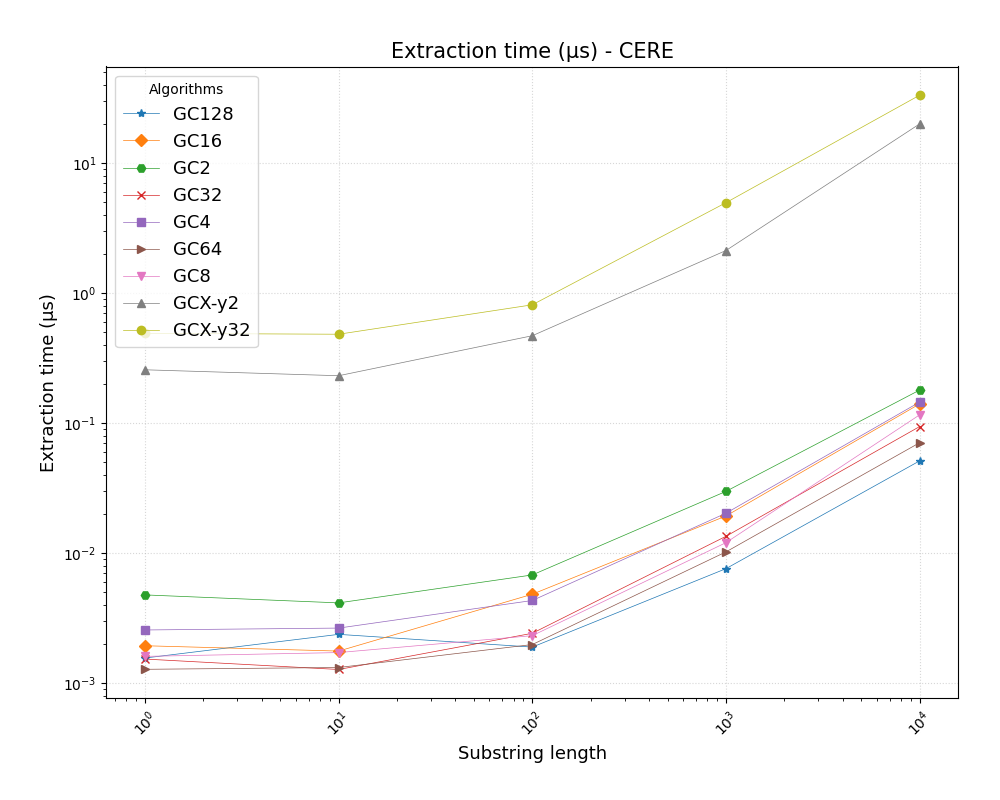 Extraction time (µs) - CERE
Algorithms
GC128
GC16
GC2
GC32
GC4
GC64
GC8
GCX-y2
GCX-y32
Extraction time (µs)
10¹
10⁰
10⁻¹
10⁻²
10⁻³
10⁰ 10¹ 10² 10³ 10⁴
Substring length